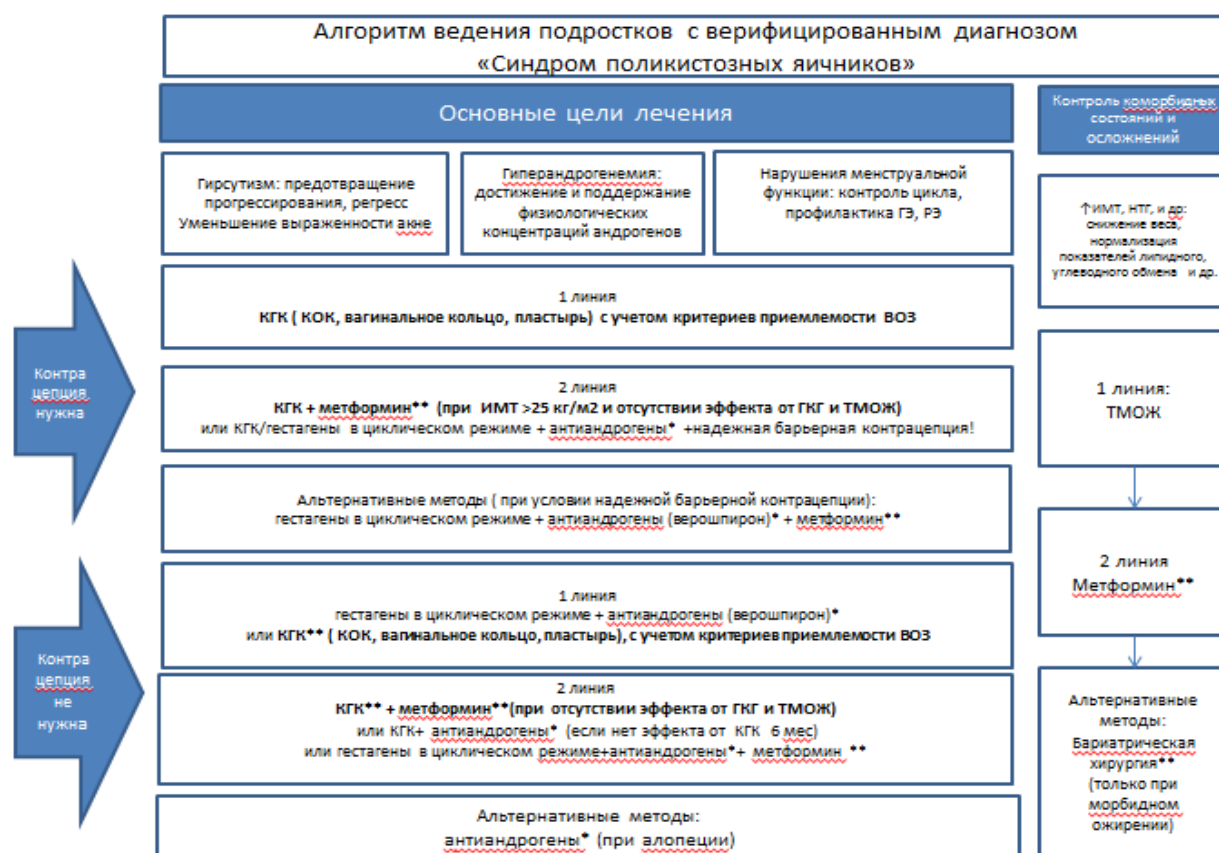 Алгоритм ведения подростков с верифицированным диагнозом
«Синдром поликистозных яичников»
Основные цели лечения
Гирсутизм: предотвращение
прогрессирования, регресс
Уменьшение выраженности акне
Гиперандрогенемия:
достижение и поддержание
физиологических
концентраций андрогенов
Нарушения менструальной
функции: контроль цикла,
профилактика ГЭ, РЭ
Контра
цепция
нужна
1 линия
КГК ( КОК, вагинальное кольцо, пластырь) с учетом критериев приемлемости ВОЗ
2 линия
КГК + метформин** (при ИМТ >25 кг/м2 и отсутствии эффекта от ГКГ и ТМОЖ)
или КГК/гестагены в циклическом режиме + антиандрогены* +надежная барьерная контрацепция!
Альтернативные методы ( при условии надежной барьерной контрацепции):
гестагены в циклическом режиме + антиандрогены (верошпирон)* + метформин**
Контра
цепция
не
нужна
1 линия
гестагены в циклическом режиме + антиандрогены (верошпирон)*
или КГК** ( КОК, вагинальное кольцо, пластырь), с учетом критериев приемлемости ВОЗ
2 линия
КГК** + метформин**(при отсутствии эффекта от ГКГ и ТМОЖ)
или КГК+ антиандрогены* (если нет эффекта от КГК 6 мес)
или гестагены в циклическом режиме+антиандрогены*+ метформин **
Альтернативные методы:
антиандрогены* (при алопеции)
Контроль коморбидных
состояний и
осложнений
↑ИМТ, НТГ, и др:
снижение веса,
нормализация
показателей липидного,
углеводного обмена и др.
1 линия:
ТМОЖ
2 линия
Метформин**
Альтернативные
методы:
Бариатрическая
хирургия**
(только при
морбидном
ожирении)